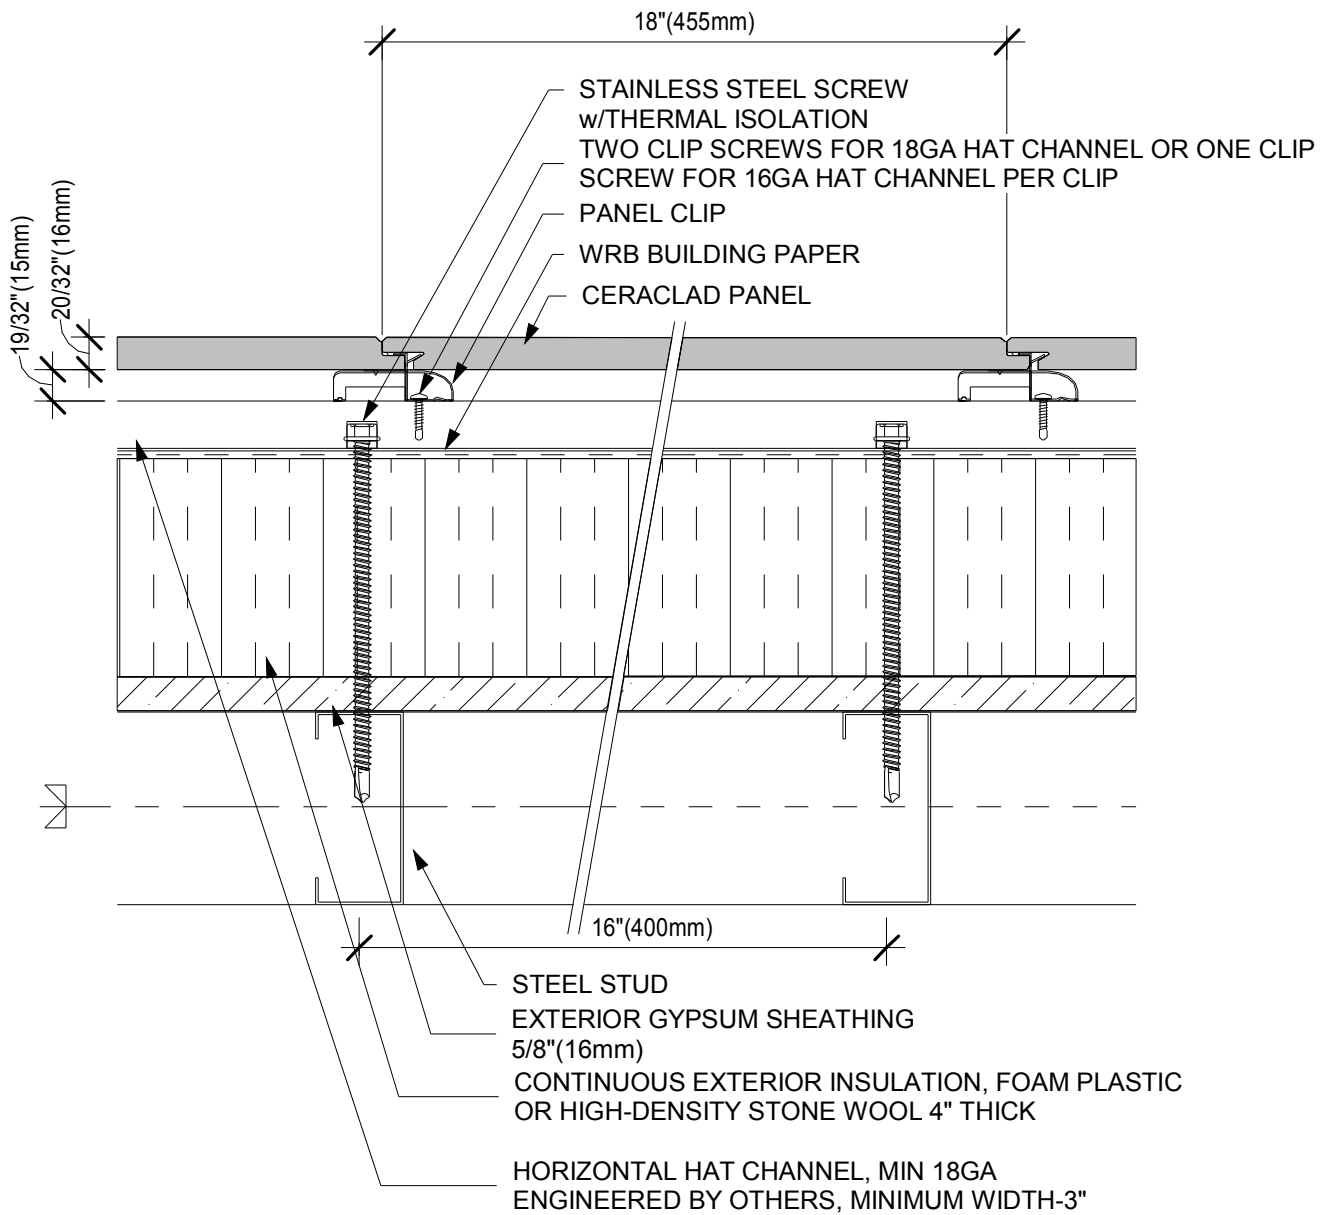 18"(455mm)
STAINLESS STEEL SCREW
w/THERMAL ISOLATION
TWO CLIP SCREWS FOR 18GA HAT CHANNEL OR ONE CLIP
SCREW FOR 16GA HAT CHANNEL PER CLIP
PANEL CLIP
WRB BUILDING PAPER
CERACLAD PANEL
19/32"(15mm)
20/32"(16mm)
16"(400mm)
STEEL STUD
EXTERIOR GYPSUM SHEATHING
5/8"(16mm)
CONTINUOUS EXTERIOR INSULATION, FOAM PLASTIC
OR HIGH-DENSITY STONE WOOL 4" THICK
HORIZONTAL HAT CHANNEL, MIN 18GA
ENGINEERED BY OTHERS, MINIMUM WIDTH-3"